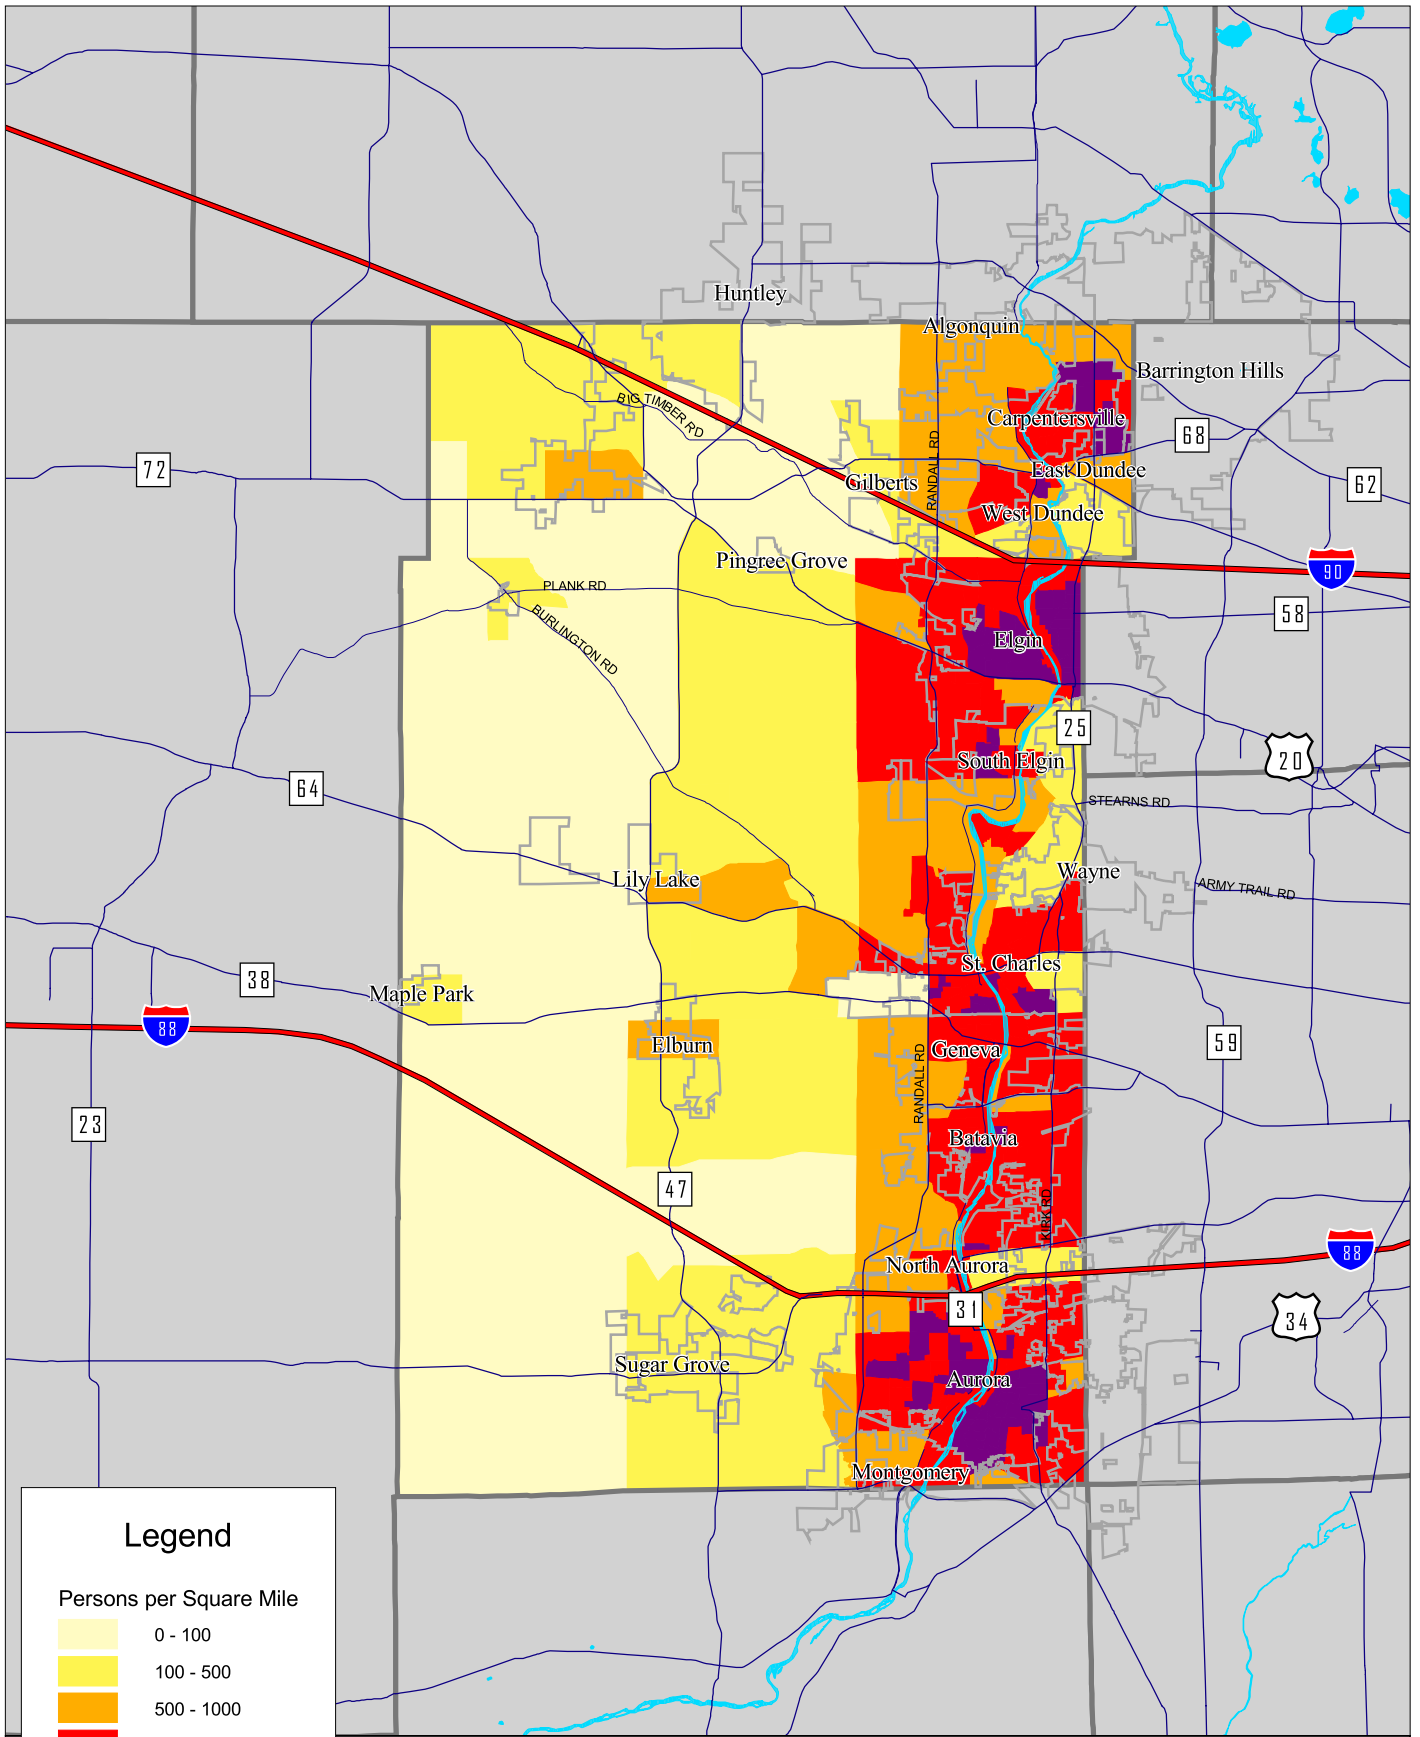 Huntley
Algonquin
Barrington Hills
BIG TIMBER RD
Carpentersville
68
RANDALL RD
72
East Dundee
Gilberts
62
West Dundee
Pingree Grove
90
PLANK RD
58
BURLINGTON RD
Elgin
25
20
South Elgin
64
STEARNS RD
Wayne
Lily Lake
ARMY TRAIL RD
St. Charles
38
Maple Park
88
Elburn
Geneva
59
RANDALL RD
23
Batavia
47
KIRK RD
88
North Aurora
31
34
Sugar Grove
Aurora
Montgomery
Legend
Persons per Square Mile
0 - 100
100 - 500
500 - 1000